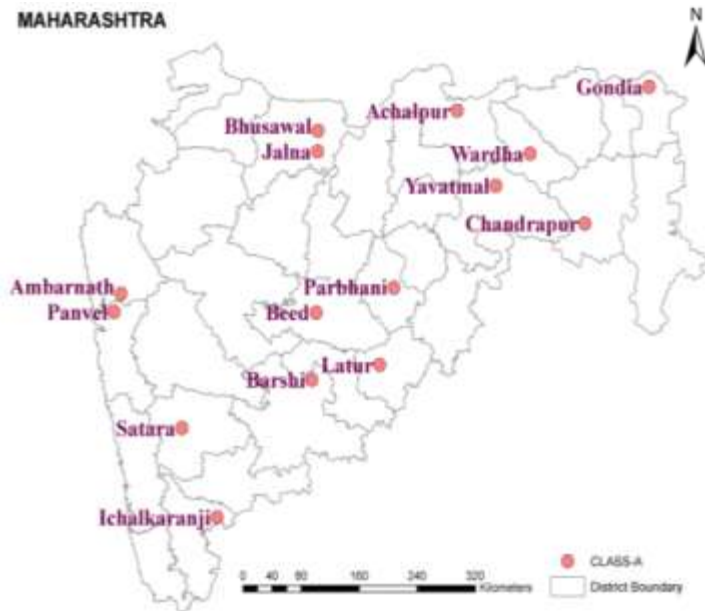 MAHARASHTRA
N
Gondia
Achalpur
Bhusawal
Jalna
Wardha
Yavatmal
Chandrapur
Ambarnath
Parbhani
Panvel
Beed
Latur
Barshi
Satara
Ichalkaranji
CLASS-A
0 20 40 80 160 240 320
Kilometers
District Boundary